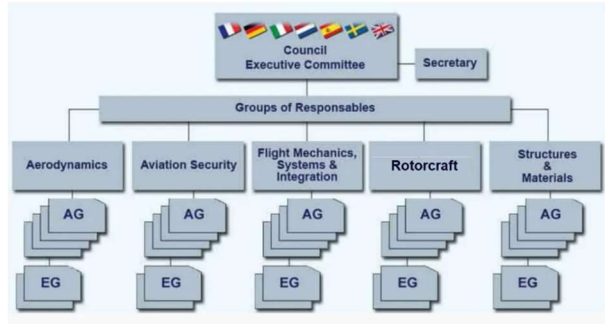 Council
Executive Committee
Secretary
Groups of Responsables
Aerodynamics
Aviation Security
Flight Mechanics,
Systems &
Integration
Rotorcraft
Structures
&
Materials
AG
AG
AG
AG
AG
EG
EG
EG
EG
EG